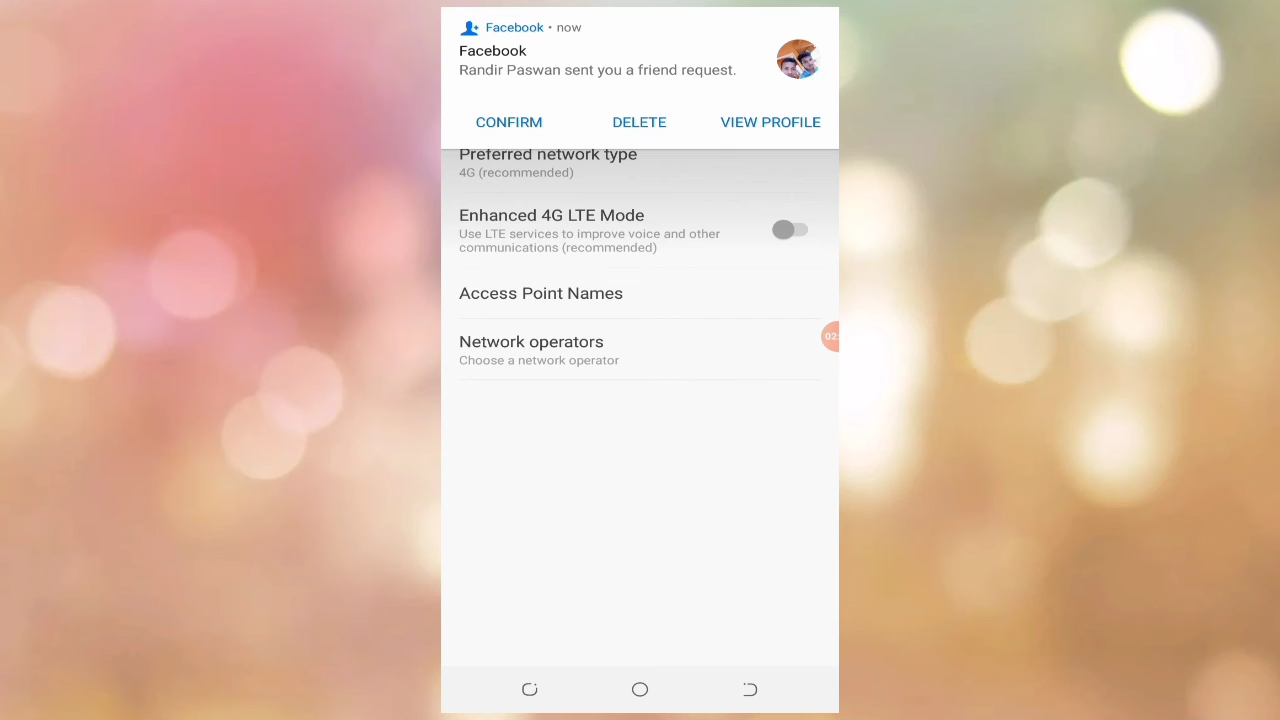 Facebook • now
Facebook
Randir Paswan sent you a friend request.
CONFIRM DELETE VIEW PROFILE
Preferred network type
4G (recommended)
Enhanced 4G LTE Mode
Use LTE services to improve voice and other
communications (recommended)
Access Point Names
02:
Network operators
Choose a network operator